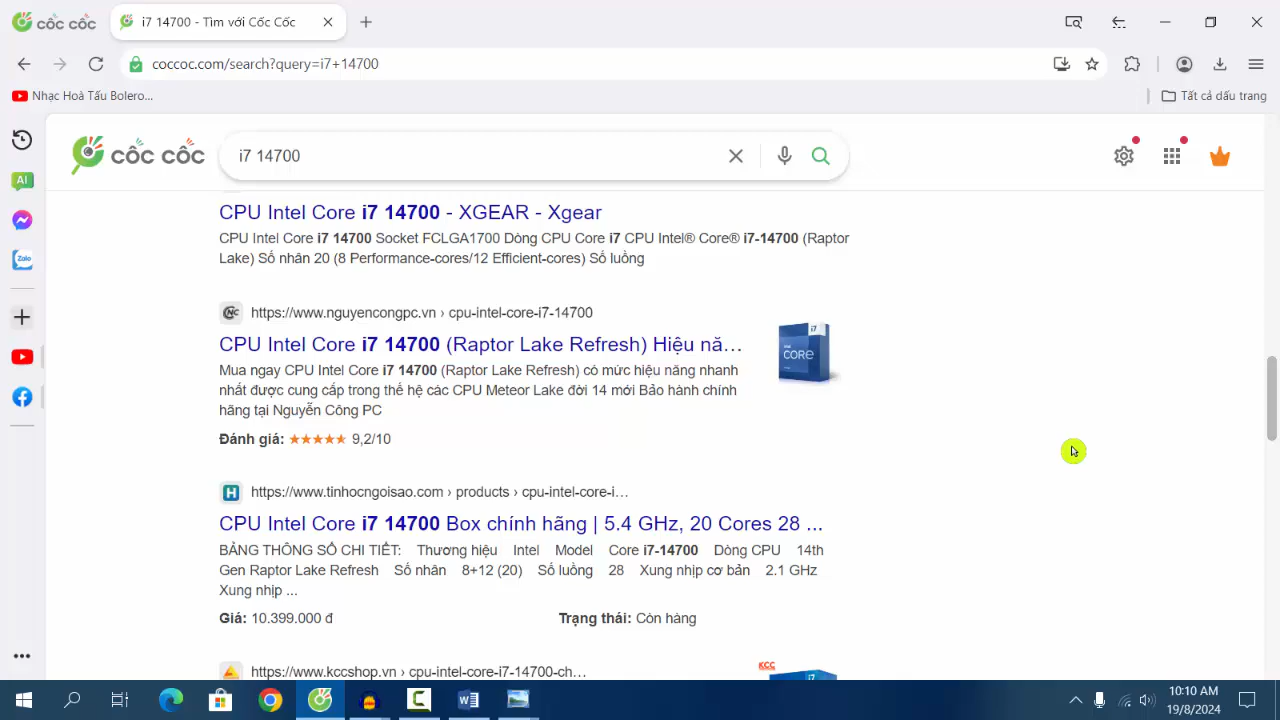 cốc cốc
i7 14700 - Tìm với Cốc Cốc
coccoc.com/search?query=i7+14700
Nhạc Hoà Tấu Bolero...
Tất cả dấu trang
cốc cốc
i7 14700
AI
Zalo
CPU Intel Core i7 14700 - XGEAR - Xgear
CPU Intel Core i7 14700 Socket FCLGA1700 Dòng CPU Core i7 CPU Intel® Core® i7-14700 (Raptor
Lake) Số nhân 20 (8 Performance-cores/12 Efficient-cores) Số luồng
https://www.nguyencongpc.vn › cpu-intel-core-i7-14700
CPU Intel Core i7 14700 (Raptor Lake Refresh) Hiệu nă...
Mua ngay CPU Intel Core i7 14700 (Raptor Lake Refresh) có mức hiệu năng nhanh
nhất được cung cấp trong thế hệ các CPU Meteor Lake đời 14 mới Bảo hành chính
hãng tại Nguyễn Công PC
Đánh giá: 9,2/10
i7
CORE
https://www.tinhocngoisao.com › products › cpu-intel-core-i...
CPU Intel Core i7 14700 Box chính hãng | 5.4 GHz, 20 Cores 28 ...
BẢNG THÔNG SỐ CHI TIẾT: Thương hiệu Intel Model Core i7-14700 Dòng CPU 14th
Gen Raptor Lake Refresh Số nhân 8+12 (20) Số luồng 28 Xung nhịp cơ bản 2.1 GHz
Xung nhịp ...
Giá: 10.399.000 đ Trạng thái: Còn hàng
https://www.kccshop.vn › cpu-intel-core-i7-14700-ch...
KCC
10:10 AM
19/8/2024